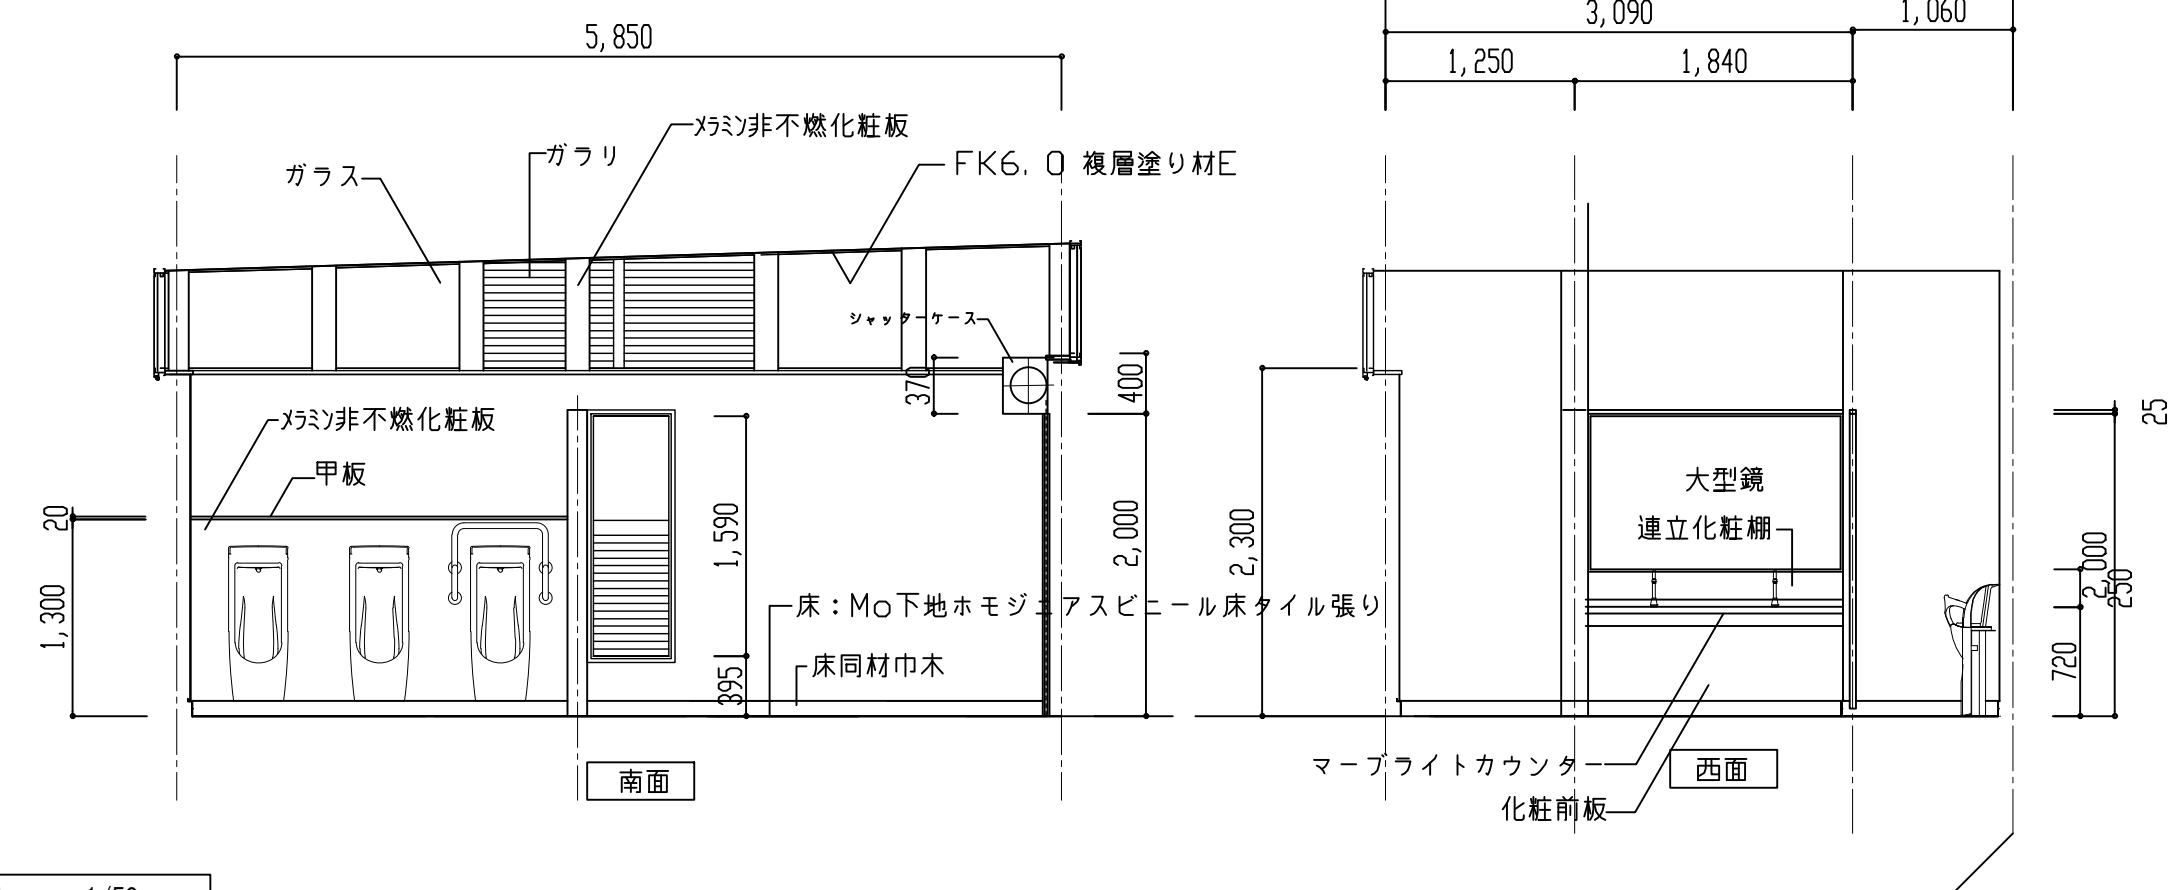 5,850
3,090
1,060
1,250
1,840
メラミン非不燃化粧板
ガラリ
ガラス
FK6.0 複層塗り材E
シャッターケース
370
400
メラミン非不燃化粧板
甲板
20
1,300
1,590
395
2,000
2,300
床:Mo下地ホモジニアスビニール床タイル張り
床同材巾木
大型鏡
連立化粧棚
25
2,000
250
720
南面
マーブライトカウンター
西面
化粧前板